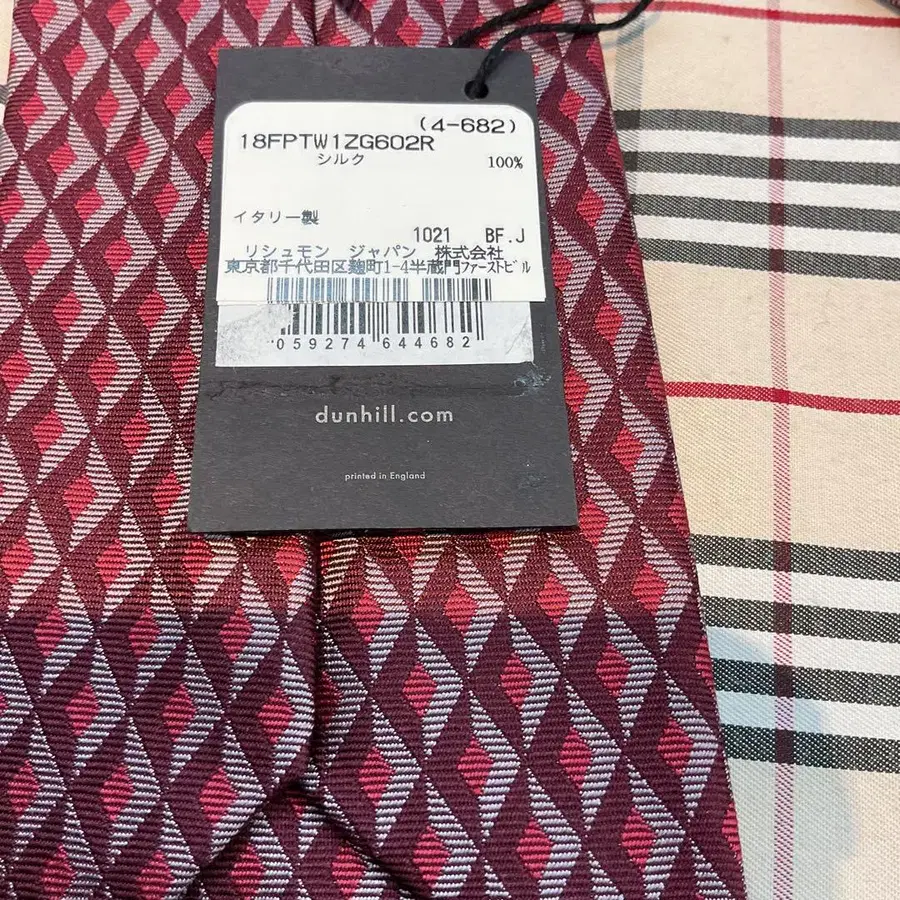 (4-682)
18FPTW1ZG602R
シルク 100%
イタリー製
1021 BF.J
リシュモン ジャパン 株式会社
東京都千代田区麹町1-4半蔵門ファーストビル
059274 644682
dunhill.com
printed in England